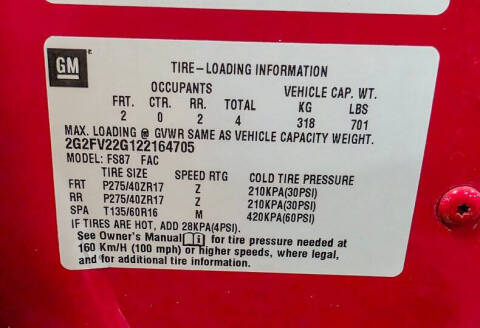 GM
TIRE-LOADING INFORMATION
OCCUPANTS VEHICLE CAP. WT.
FRT. CTR. RR. TOTAL KG LBS
2 0 2 4 318 701
MAX. LOADING @ GVWR SAME AS VEHICLE CAPACITY WEIGHT.
2G2FV22G122164705
MODEL: FS87 FAC
TIRE SIZE SPEED RTG COLD TIRE PRESSURE
FRT P275/40ZR17 Z 210KPA(30PSI)
RR P275/40ZR17 Z 210KPA(30PSI)
SPA T135/60R16 M 420KPA(60PSI)
IF TIRES ARE HOT, ADD 28KPA(4PSI).
See Owner's Manual i for tire pressure needed at
160 Km/H (100 mph) or higher speeds, where legal,
and for additional tire information.